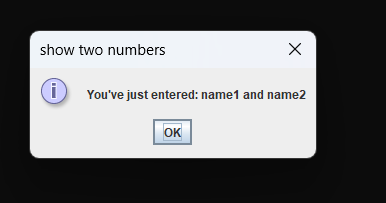 show two numbers
You've just entered: name1 and name2
OK